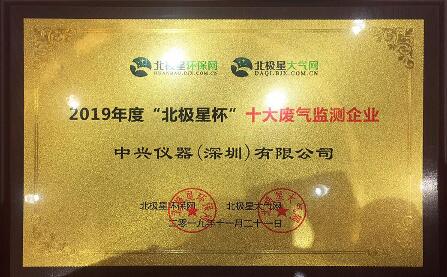 北极星环保网 北极星大气网
HUANBAO.BJX.COM.CN DAQI.BJX.COM.CN
2019年度“北极星杯”十大废气监测企业
中兴仪器(深圳)有限公司
北极星环保网 北极星大气网
二零一九年十一月二十一日